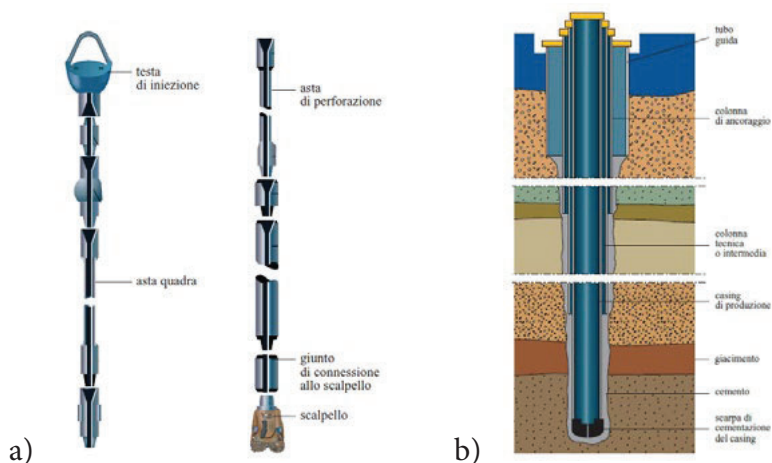 testa
di iniezione
asta quadra
asta
di perforazione
giunto
di connessione
allo scalpello
scalpello
a)
tubo
guida
colonna
di ancoraggio
colonna
tecnica
o intermedia
casing
di produzione
giacimento
cemento
scarpa di
cementazione
del casing
b)